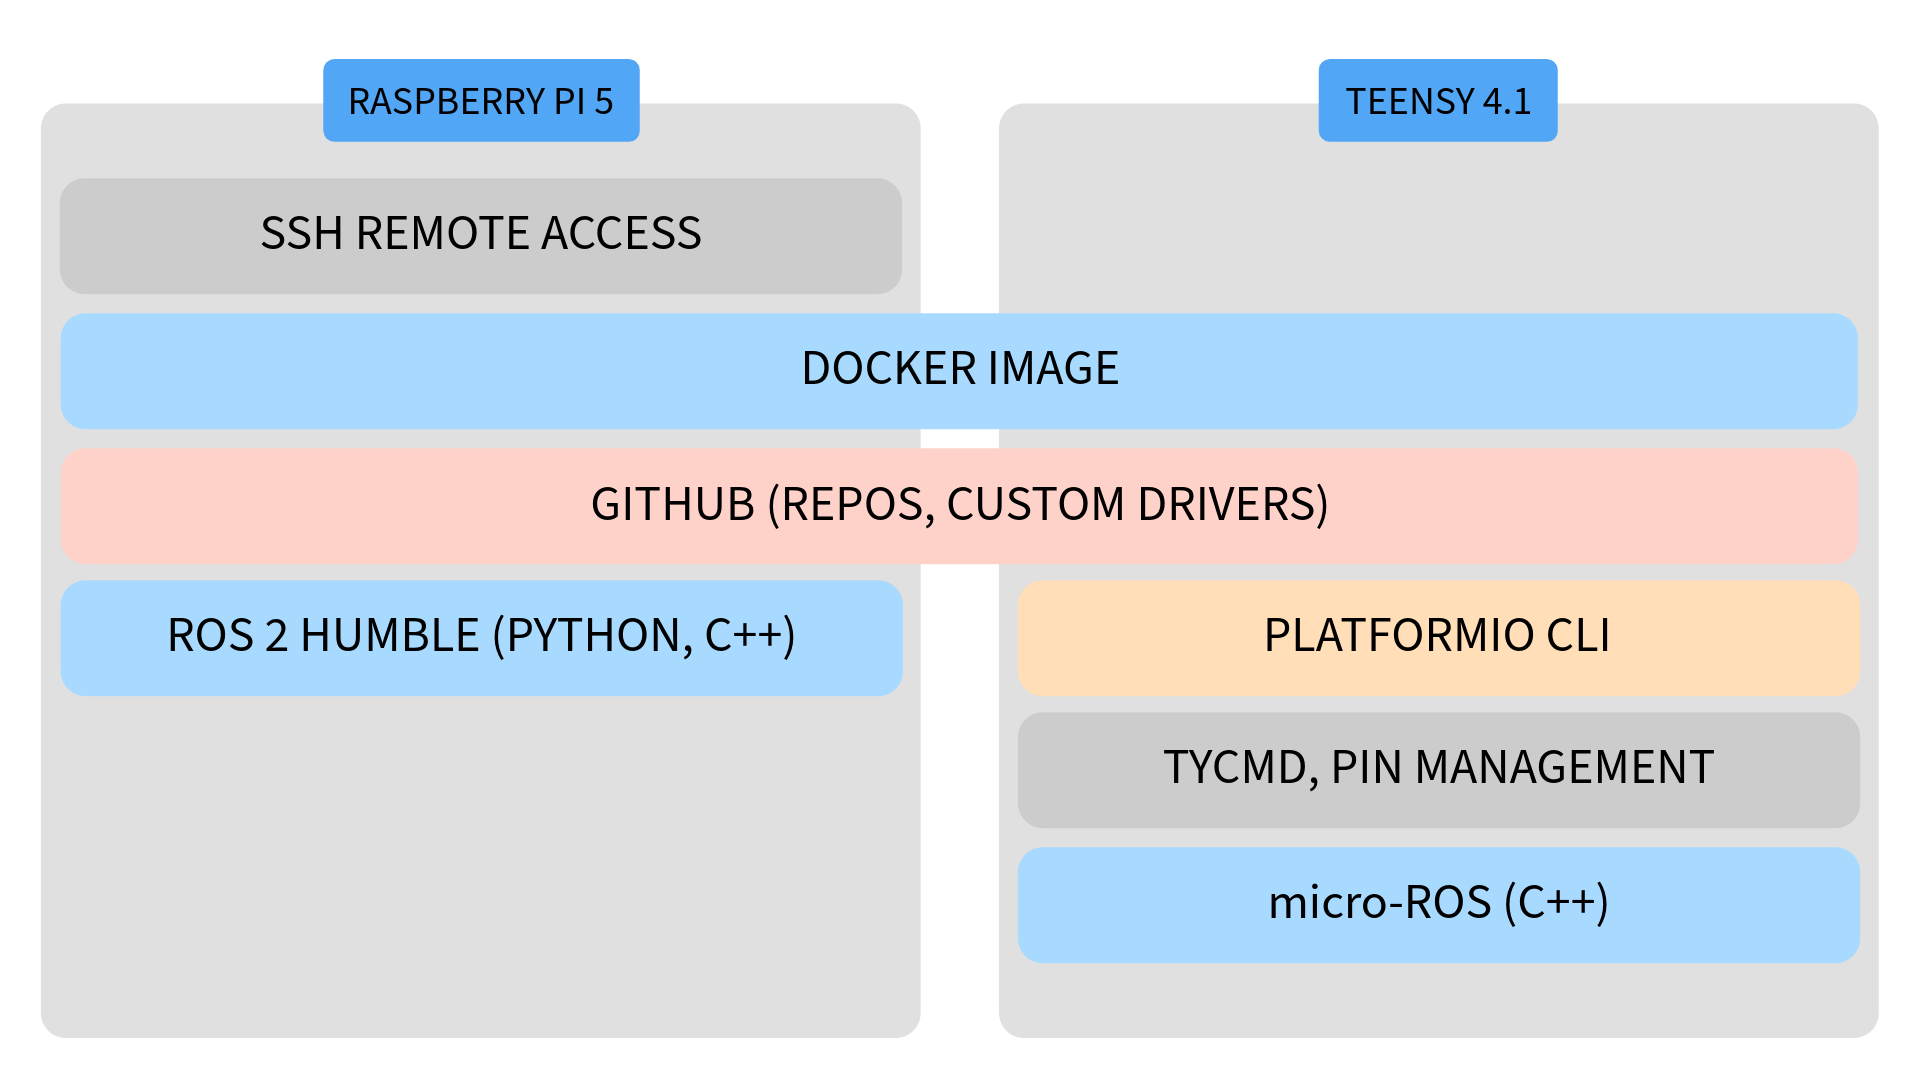 RASPBERRY PI 5
TEENSY 4.1
SSH REMOTE ACCESS
DOCKER IMAGE
GITHUB (REPOS, CUSTOM DRIVERS)
ROS 2 HUMBLE (PYTHON, C++)
PLATFORMIO CLI
TYCMD, PIN MANAGEMENT
micro-ROS (C++)